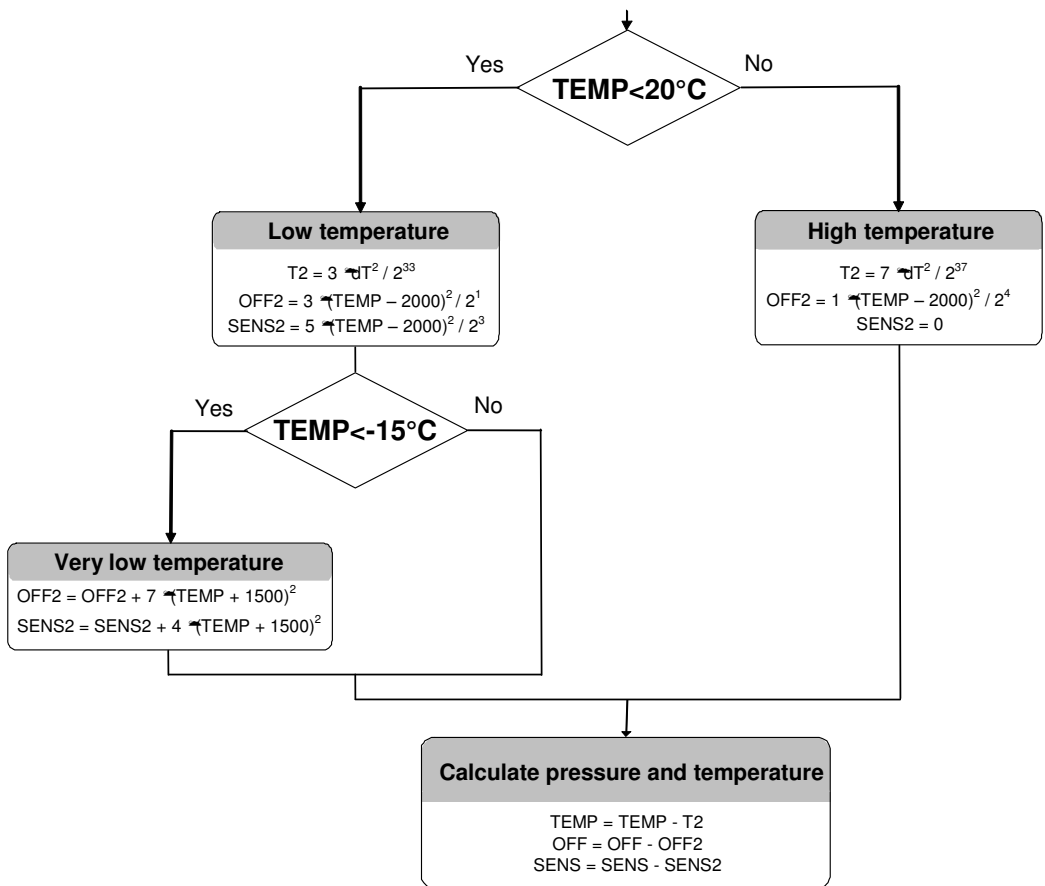 TEMP<20°C
Yes
No
Low temperature
T2 = 3 dT² / 2³³
OFF2 = 3 (TEMP – 2000)² / 2¹
SENS2 = 5 (TEMP – 2000)² / 2³
High temperature
T2 = 7 dT² / 2³⁷
OFF2 = 1 (TEMP – 2000)² / 2⁴
SENS2 = 0
TEMP<-15°C
Yes
No
Very low temperature
OFF2 = OFF2 + 7 (TEMP + 1500)²
SENS2 = SENS2 + 4 (TEMP + 1500)²
Calculate pressure and temperature
TEMP = TEMP - T2
OFF = OFF - OFF2
SENS = SENS - SENS2